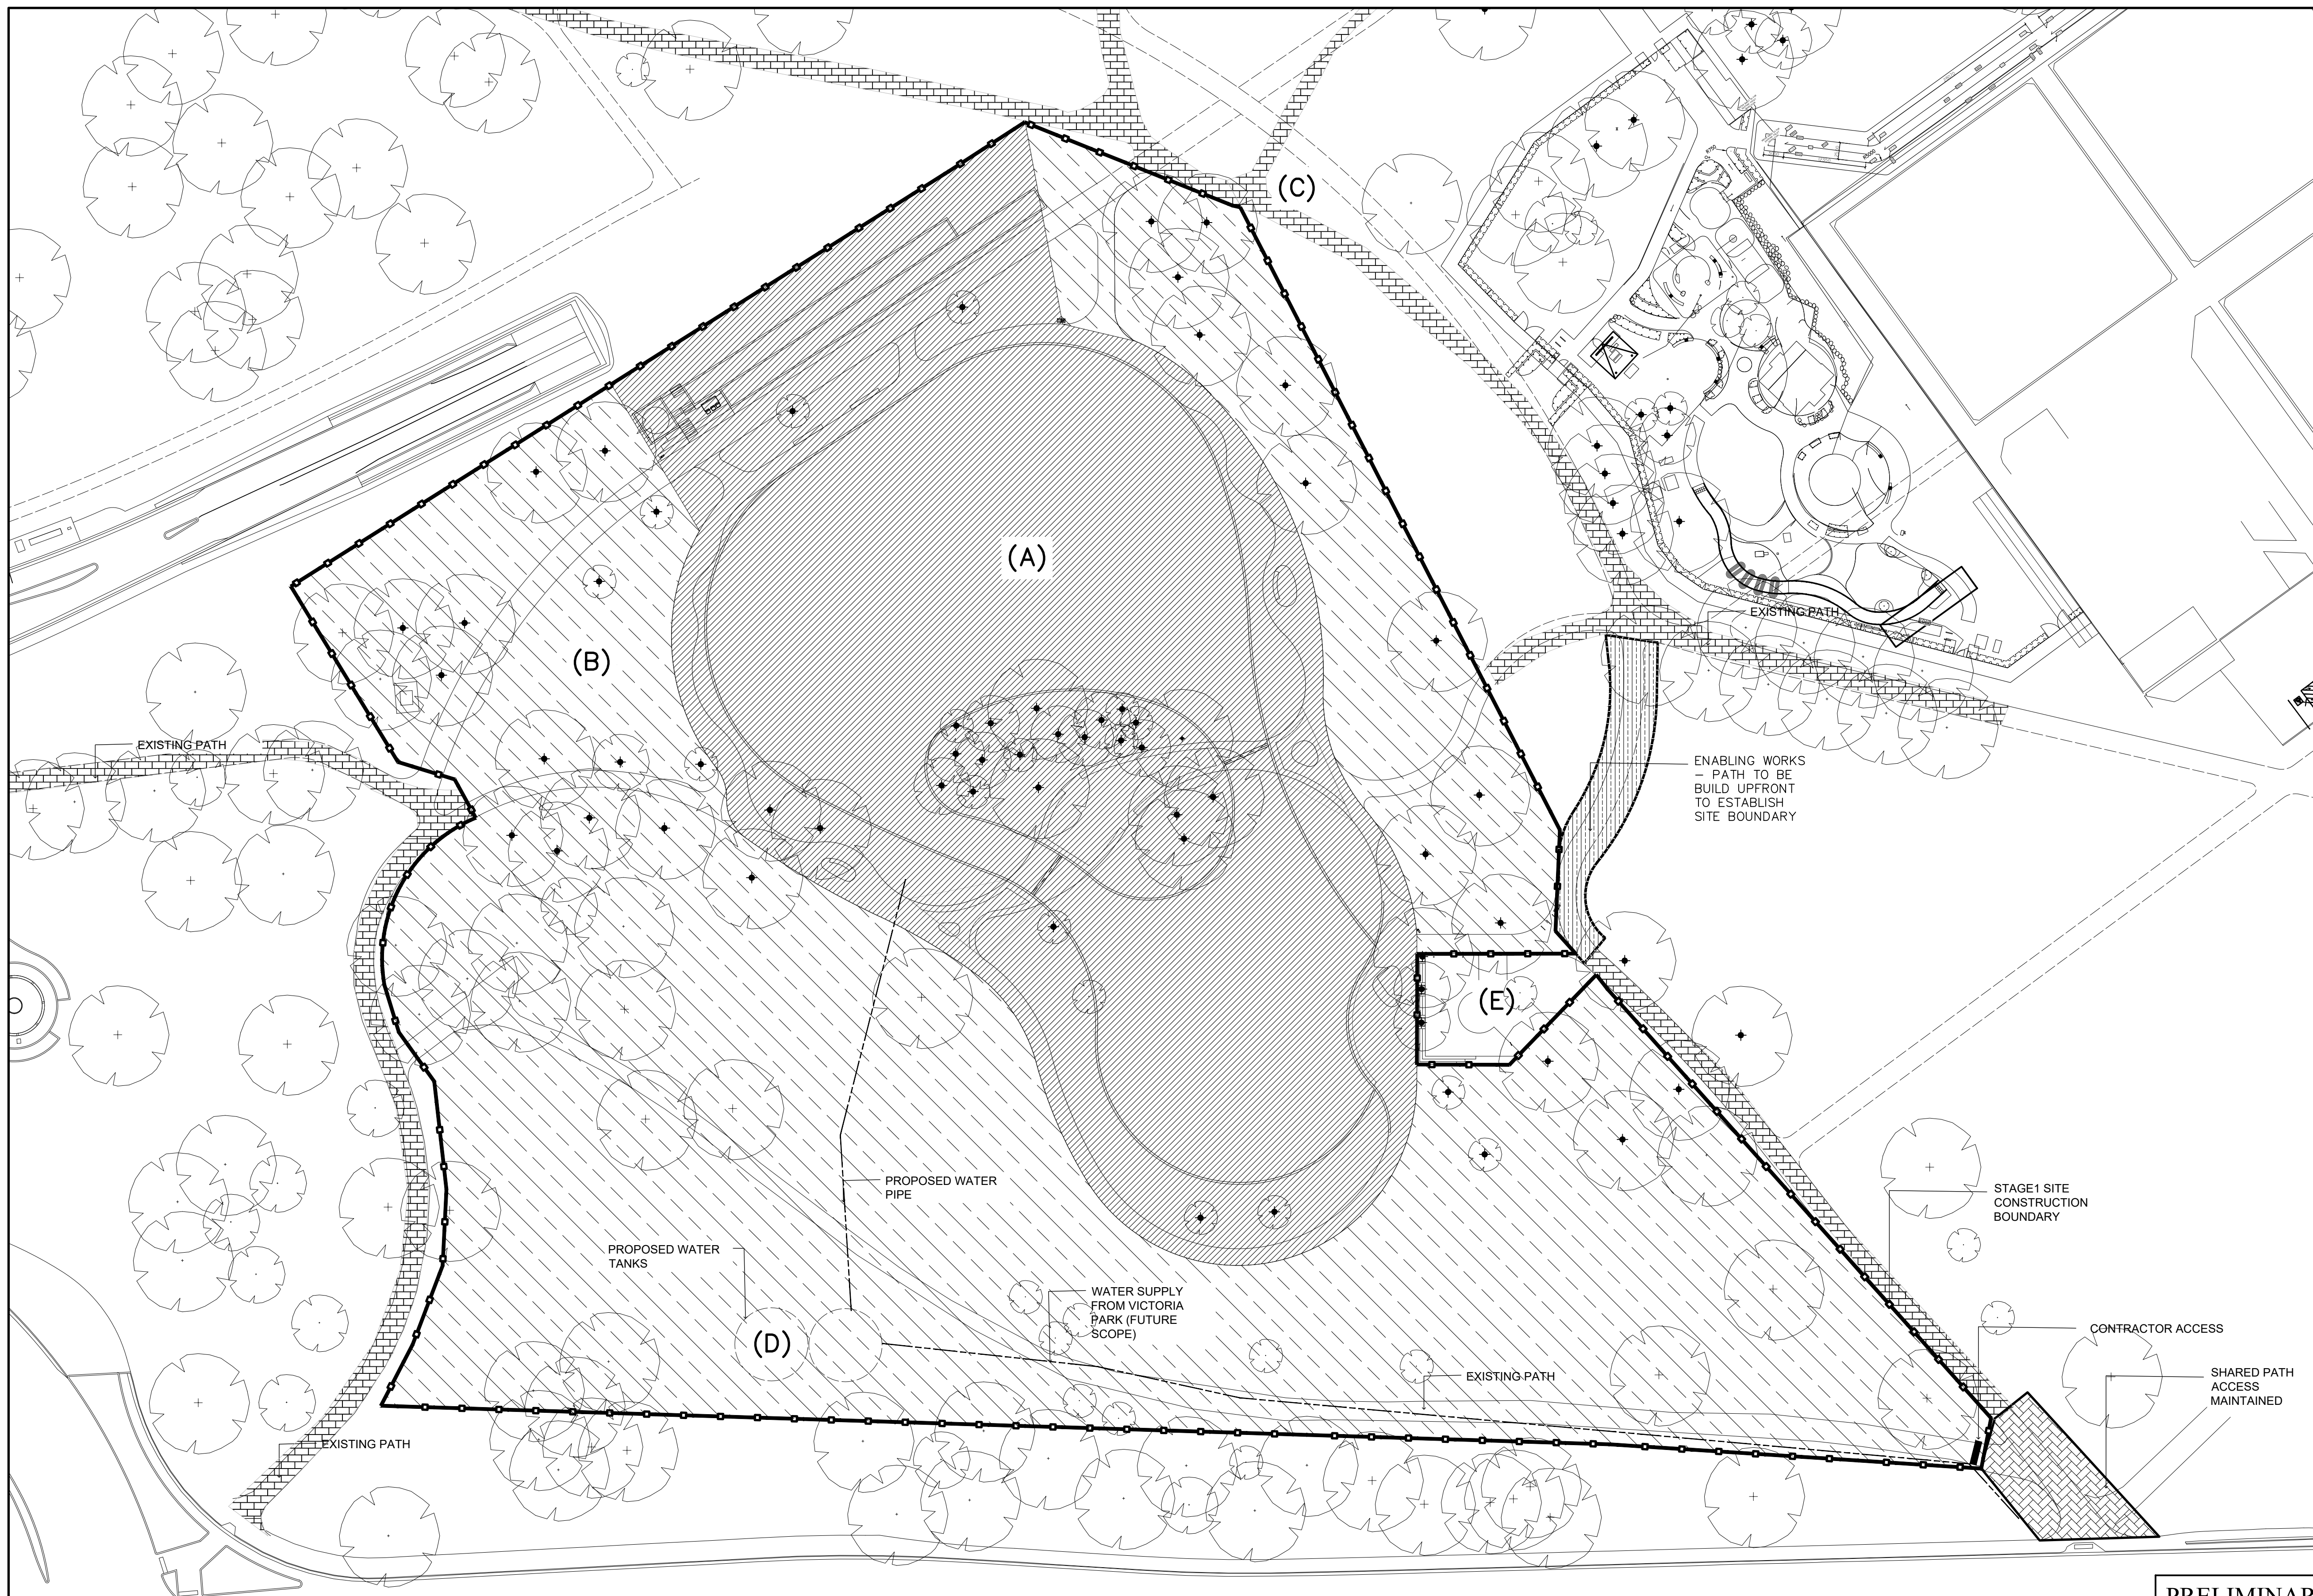 (C)
(A)
EXISTING PATH
(B)
EXISTING PATH
ENABLING WORKS
– PATH TO BE
BUILD UPFRONT
TO ESTABLISH
SITE BOUNDARY
(E)
PROPOSED WATER
PIPE
STAGE1 SITE
CONSTRUCTION
BOUNDARY
PROPOSED WATER
TANKS
WATER SUPPLY
FROM VICTORIA
PARK (FUTURE
SCOPE)
(D)
CONTRACTOR ACCESS
EXISTING PATH
SHARED PATH
ACCESS
MAINTAINED
EXISTING PATH
PRELIMINAR